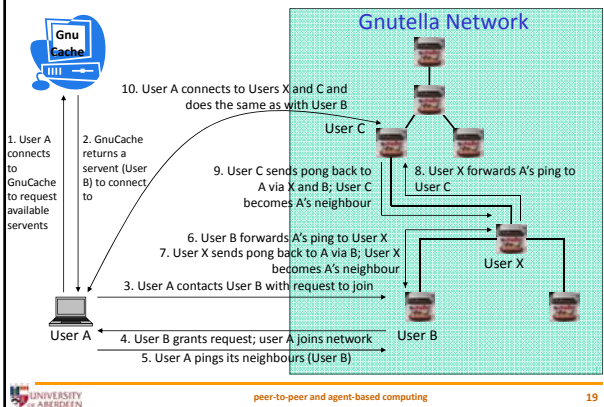 Gnutella Network
Gnu
Cache
10. User A connects to Users X and C and
does the same as with User B
User C
1. User A
connects
to
GnuCache
to request
available
servents
2. GnuCache
returns a
servent (User
B) to connect
to
9. User C sends pong back to
A via X and B; User C
becomes A's neighbour
8. User X forwards A's ping to
User C
6. User B forwards A's ping to User X
7. User X sends pong back to A via B; User X
becomes A's neighbour
User X
3. User A contacts User B with request to join
User A
4. User B grants request; user A joins network
User B
5. User A pings its neighbours (User B)
UNIVERSITY
OF ABERDEEN
peer-to-peer and agent-based computing
19